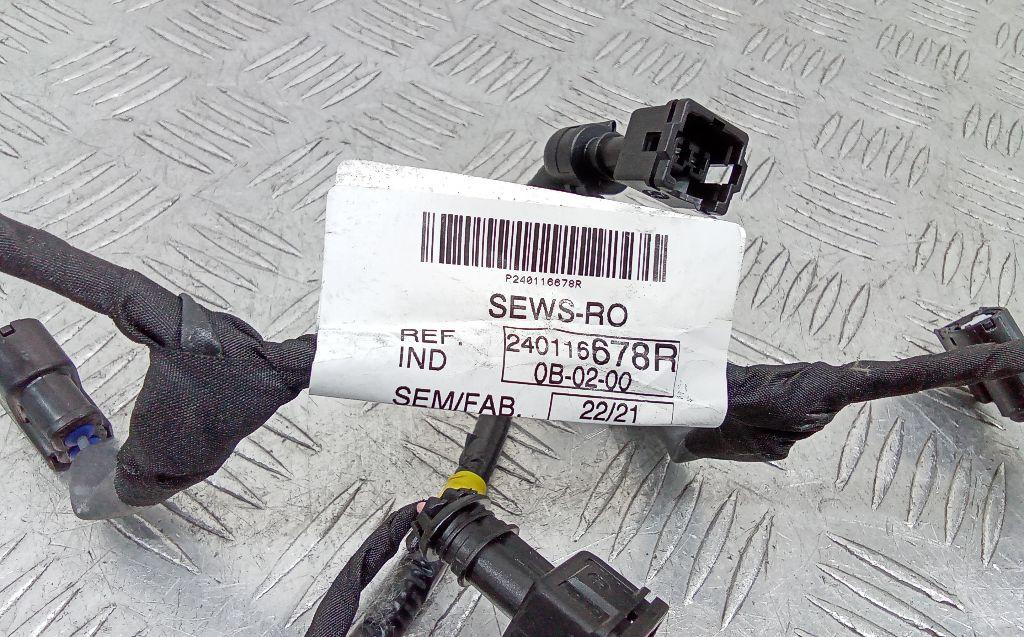 P240116678R
SEWS-RO
REF. 240116678R
IND 0B-02-00
SEM/FAB. 22/21